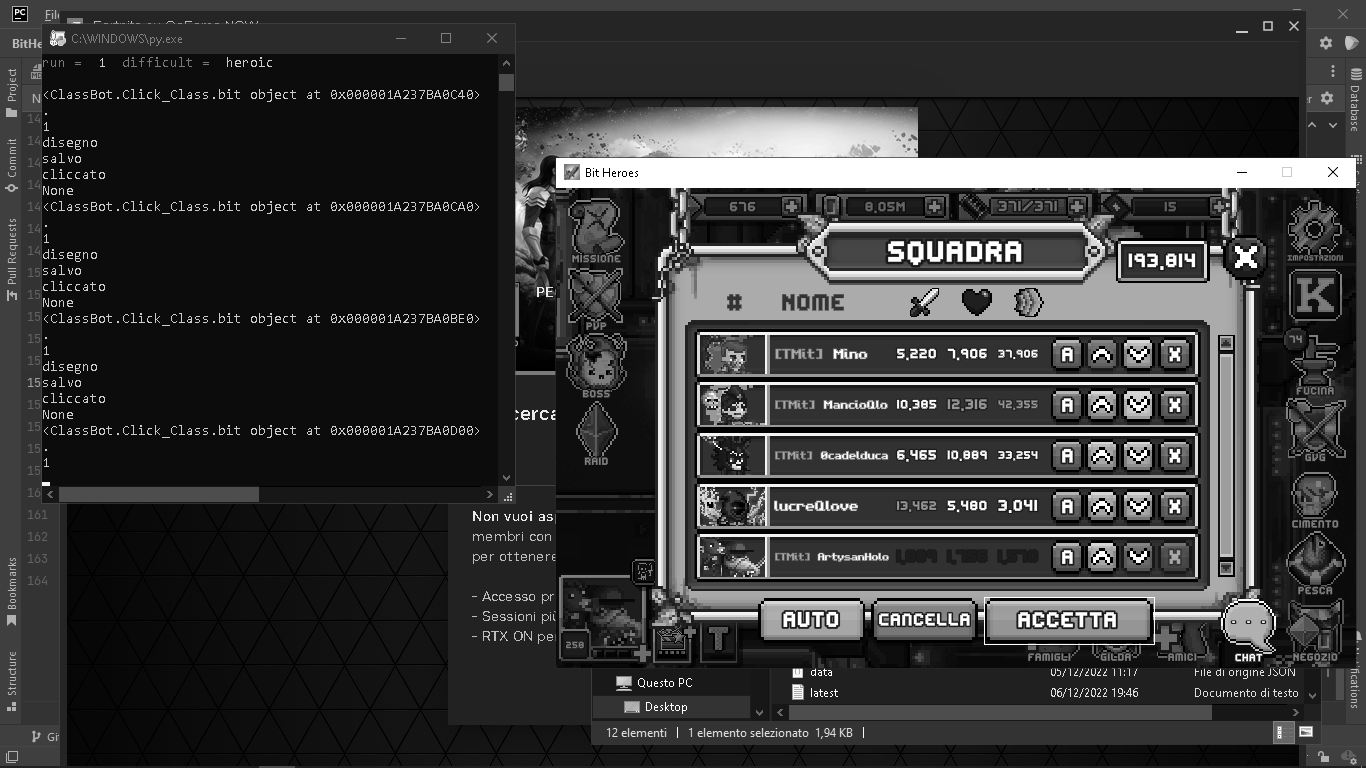 File
C:\WINDOWS\py.exe
BitHe
run = 1 difficult = heroic
<ClassBot.Click_Class.bit object at 0x000001A237BA0C40>
.
1
disegno
salvo
cliccato
None
<ClassBot.Click_Class.bit object at 0x000001A237BA0CA0>
.
1
disegno
salvo
cliccato
None
<ClassBot.Click_Class.bit object at 0x000001A237BA0BE0>
.
1
disegno
salvo
cliccato
None
<ClassBot.Click_Class.bit object at 0x000001A237BA0D00>
.
1
Project
Commit
Pull Requests
Bookmarks
Structure
161
162
163
164
Git
Database
Notifications
PE
cerca
Non vuoi asp
membri con
per ottenere
- Accesso pr
- Sessioni più
- RTX ON per
Bit Heroes
676
8,05M
371/371
15
SQUADRA
193,814
# NOME
[TMit] Mino 5,220 7,906 37,906 A X
[TMit] MancioQlo 10,385 12,316 42,355 A X
[TMit] 0cadelduca 6,465 10,889 33,254 A X
lucreQlove 13,462 5,480 3,041 A X
[TMit] ArtysanHolo A X
AUTO
CANCELLA
ACCETTA
MISSIONE
PVP
BOSS
RAID
258
T
IMPOSTAZIONI
K
74
FUCINA
GVG
CIMENTO
PESCA
NEGOZIO
FAMIGLI
GILDA
AMICI
CHAT
Questo PC
Desktop
data 05/12/2022 11:17 File di origine JSON
latest 06/12/2022 19:46 Documento di testo
12 elementi
1 elemento selezionato 1,94 KB